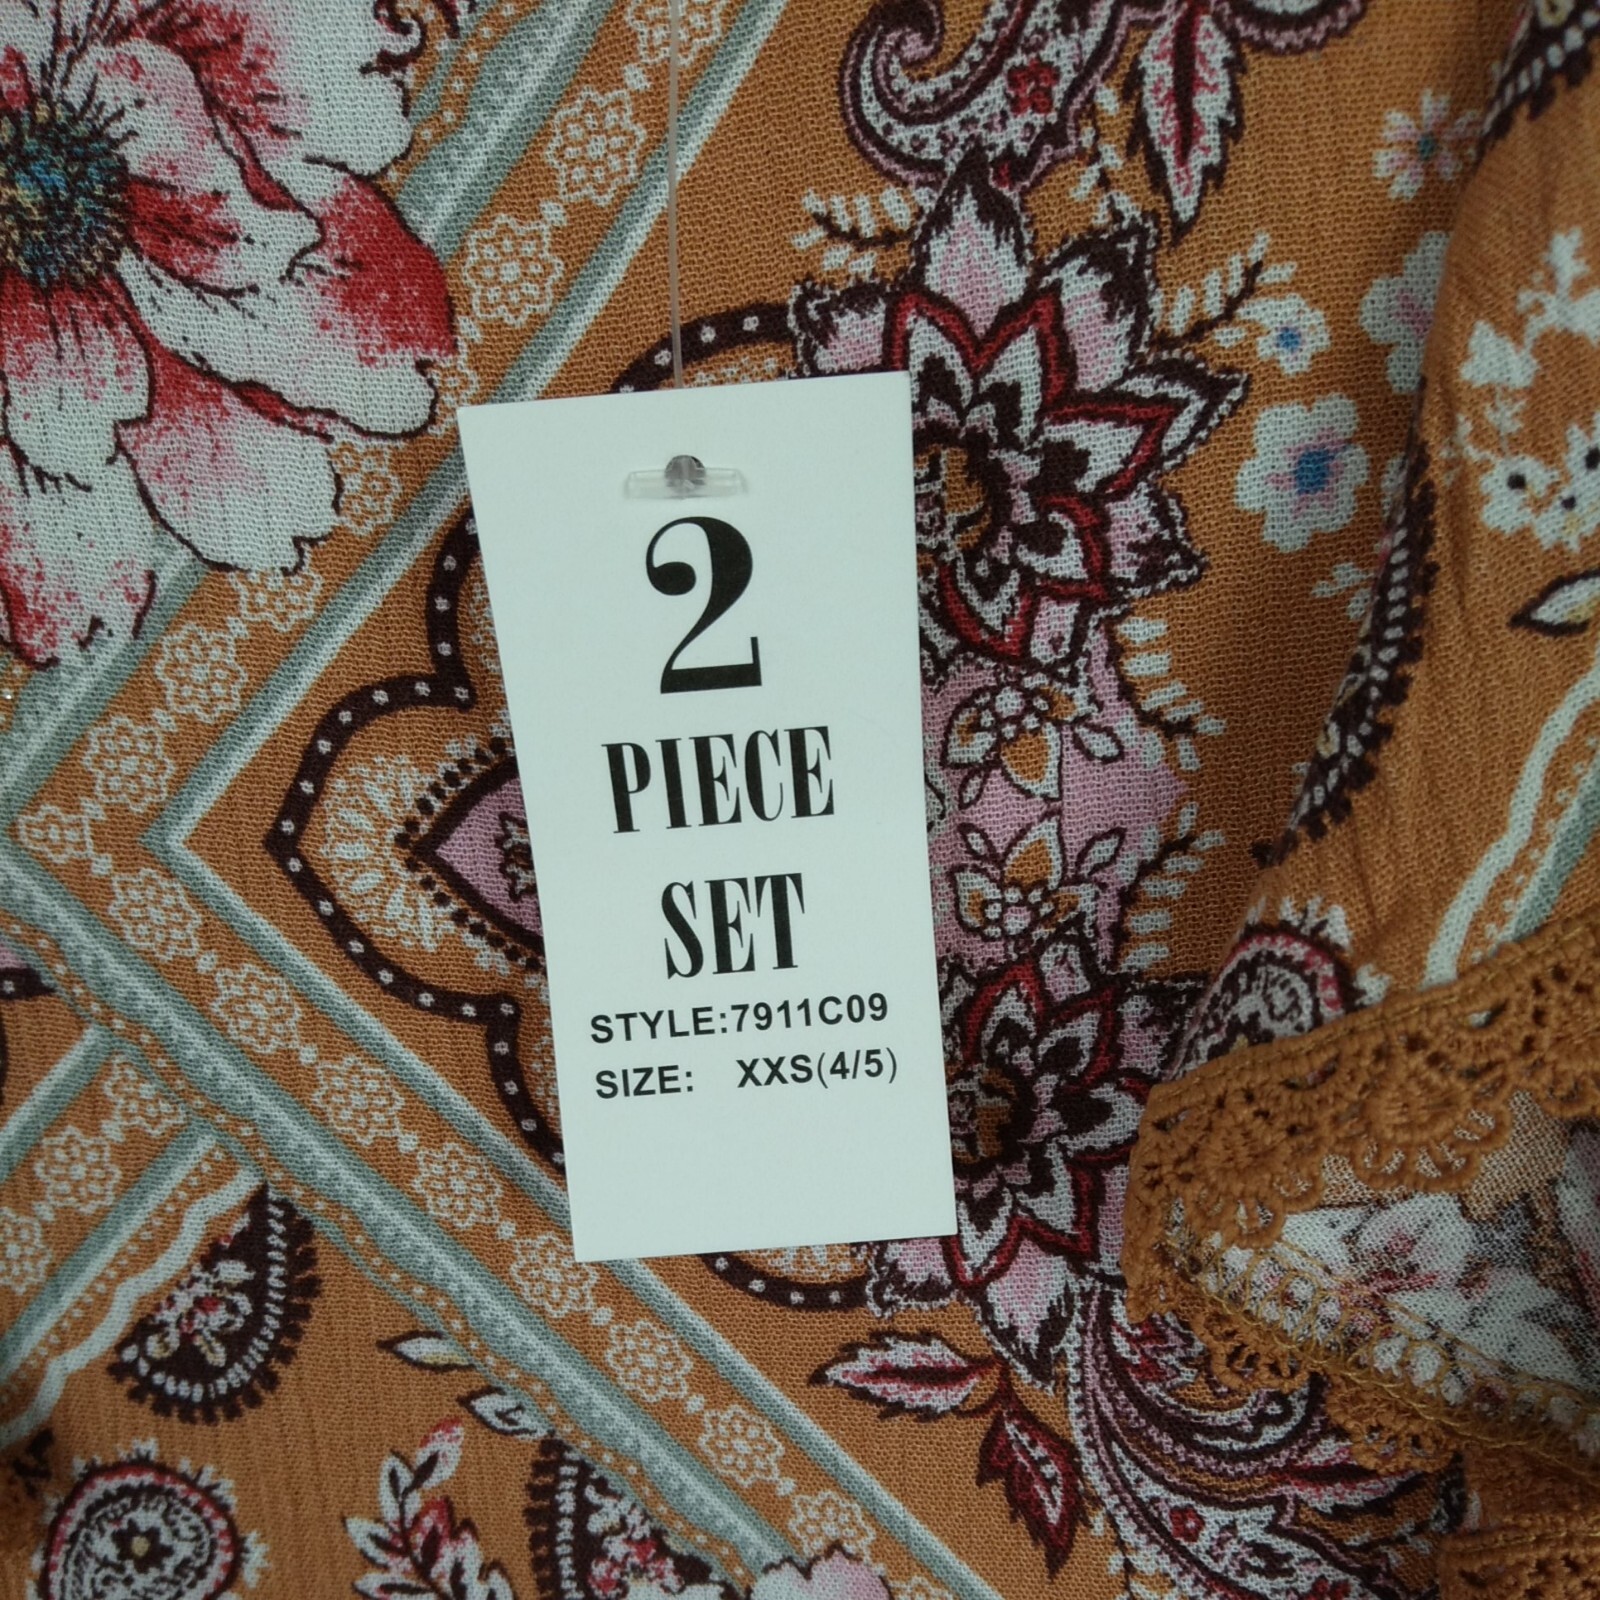 2
PIECE
SET
STYLE:7911C09
SIZE: XXS(4/5)